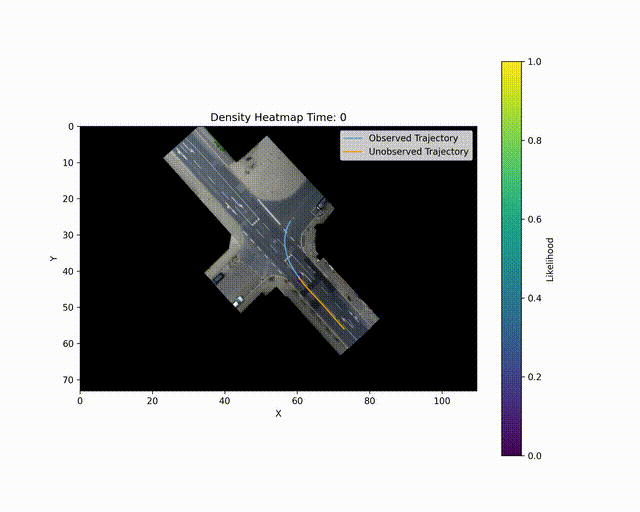 Density Heatmap Time: 0
Observed Trajectory
Unobserved Trajectory
0
10
20
30
40
50
60
70
Y
0 20 40 60 80 100
X
1.0
0.8
0.6
0.4
0.2
0.0
Likelihood